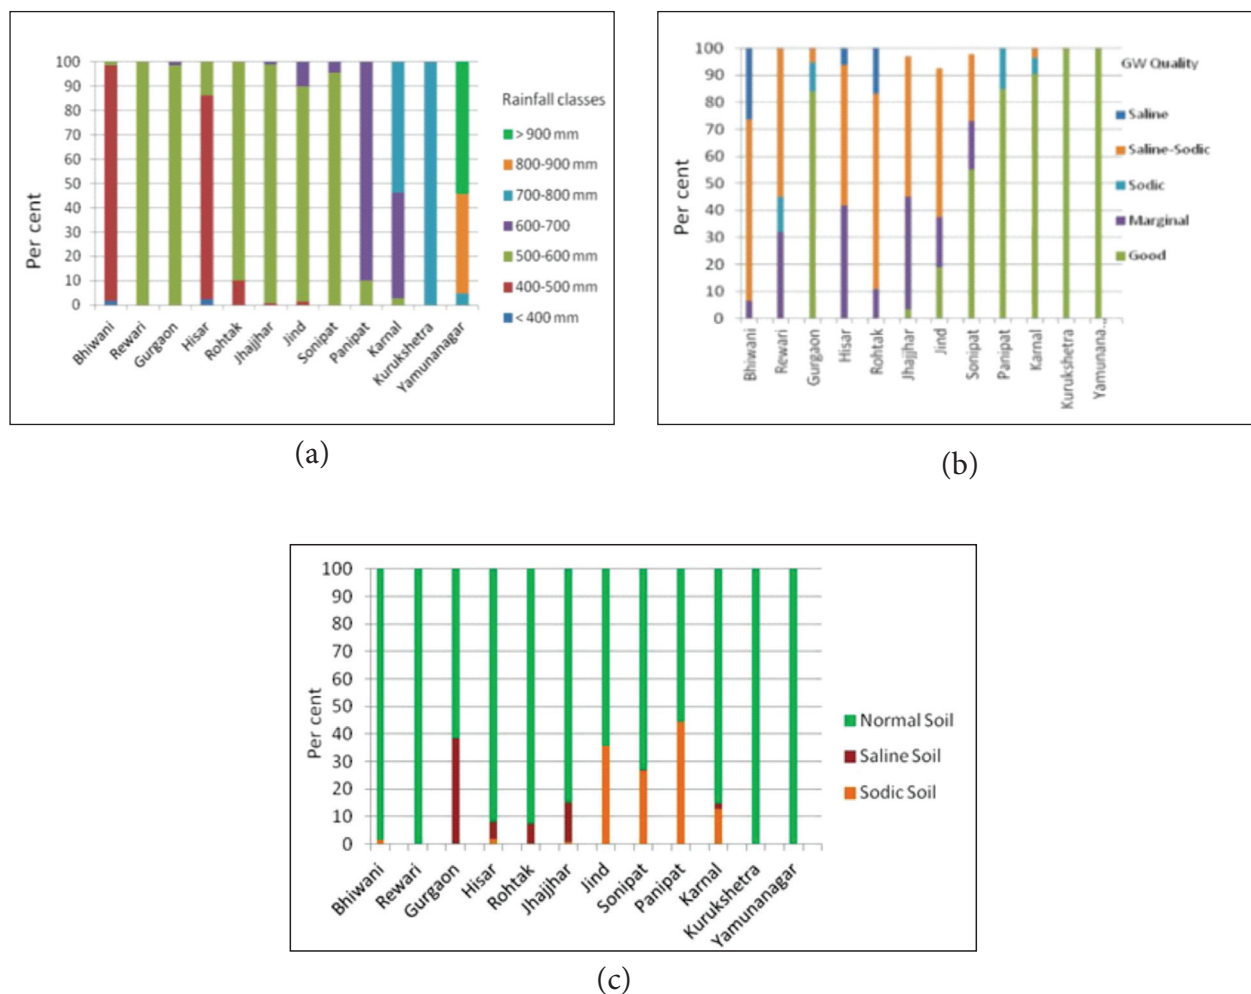 100
90
80
70
60
50
40
30
20
10
0
Per cent
Bhiwani
Rewari
Gurgaon
Hisar
Rohtak
Jhajjhar
Jind
Sonipat
Panipat
Karnal
Kurukshetra
Yamunanagar
Rainfall classes
> 900 mm
800-900 mm
700-800 mm
600-700
500-600 mm
400-500 mm
< 400 mm
(a)
100
90
80
70
60
50
40
30
20
10
0
Per cent
Bhiwani
Rewari
Gurgaon
Hisar
Rohtak
Jhajjhar
Jind
Sonipat
Panipat
Karnal
Kurukshetra
Yamunana...
GW Quality
Saline
Saline-Sodic
Sodic
Marginal
Good
(b)
100
90
80
70
60
50
40
30
20
10
0
Per cent
Bhiwani
Rewari
Gurgaon
Hisar
Rohtak
Jhajjhar
Jind
Sonipat
Panipat
Karnal
Kurukshetra
Yamunanagar
Normal Soil
Saline Soil
Sodic Soil
(c)